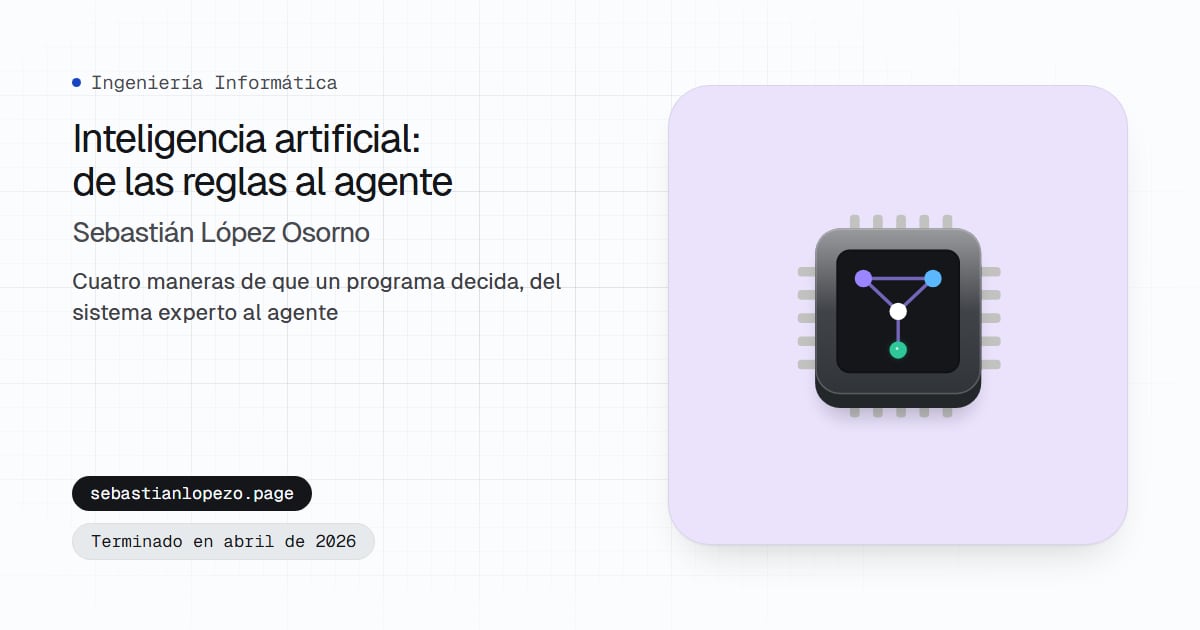 Ingeniería Informática
Inteligencia artificial:
de las reglas al agente
Sebastián López Osorno
Cuatro maneras de que un programa decida, del
sistema experto al agente
sebastianlopezo.page
Terminado en abril de 2026